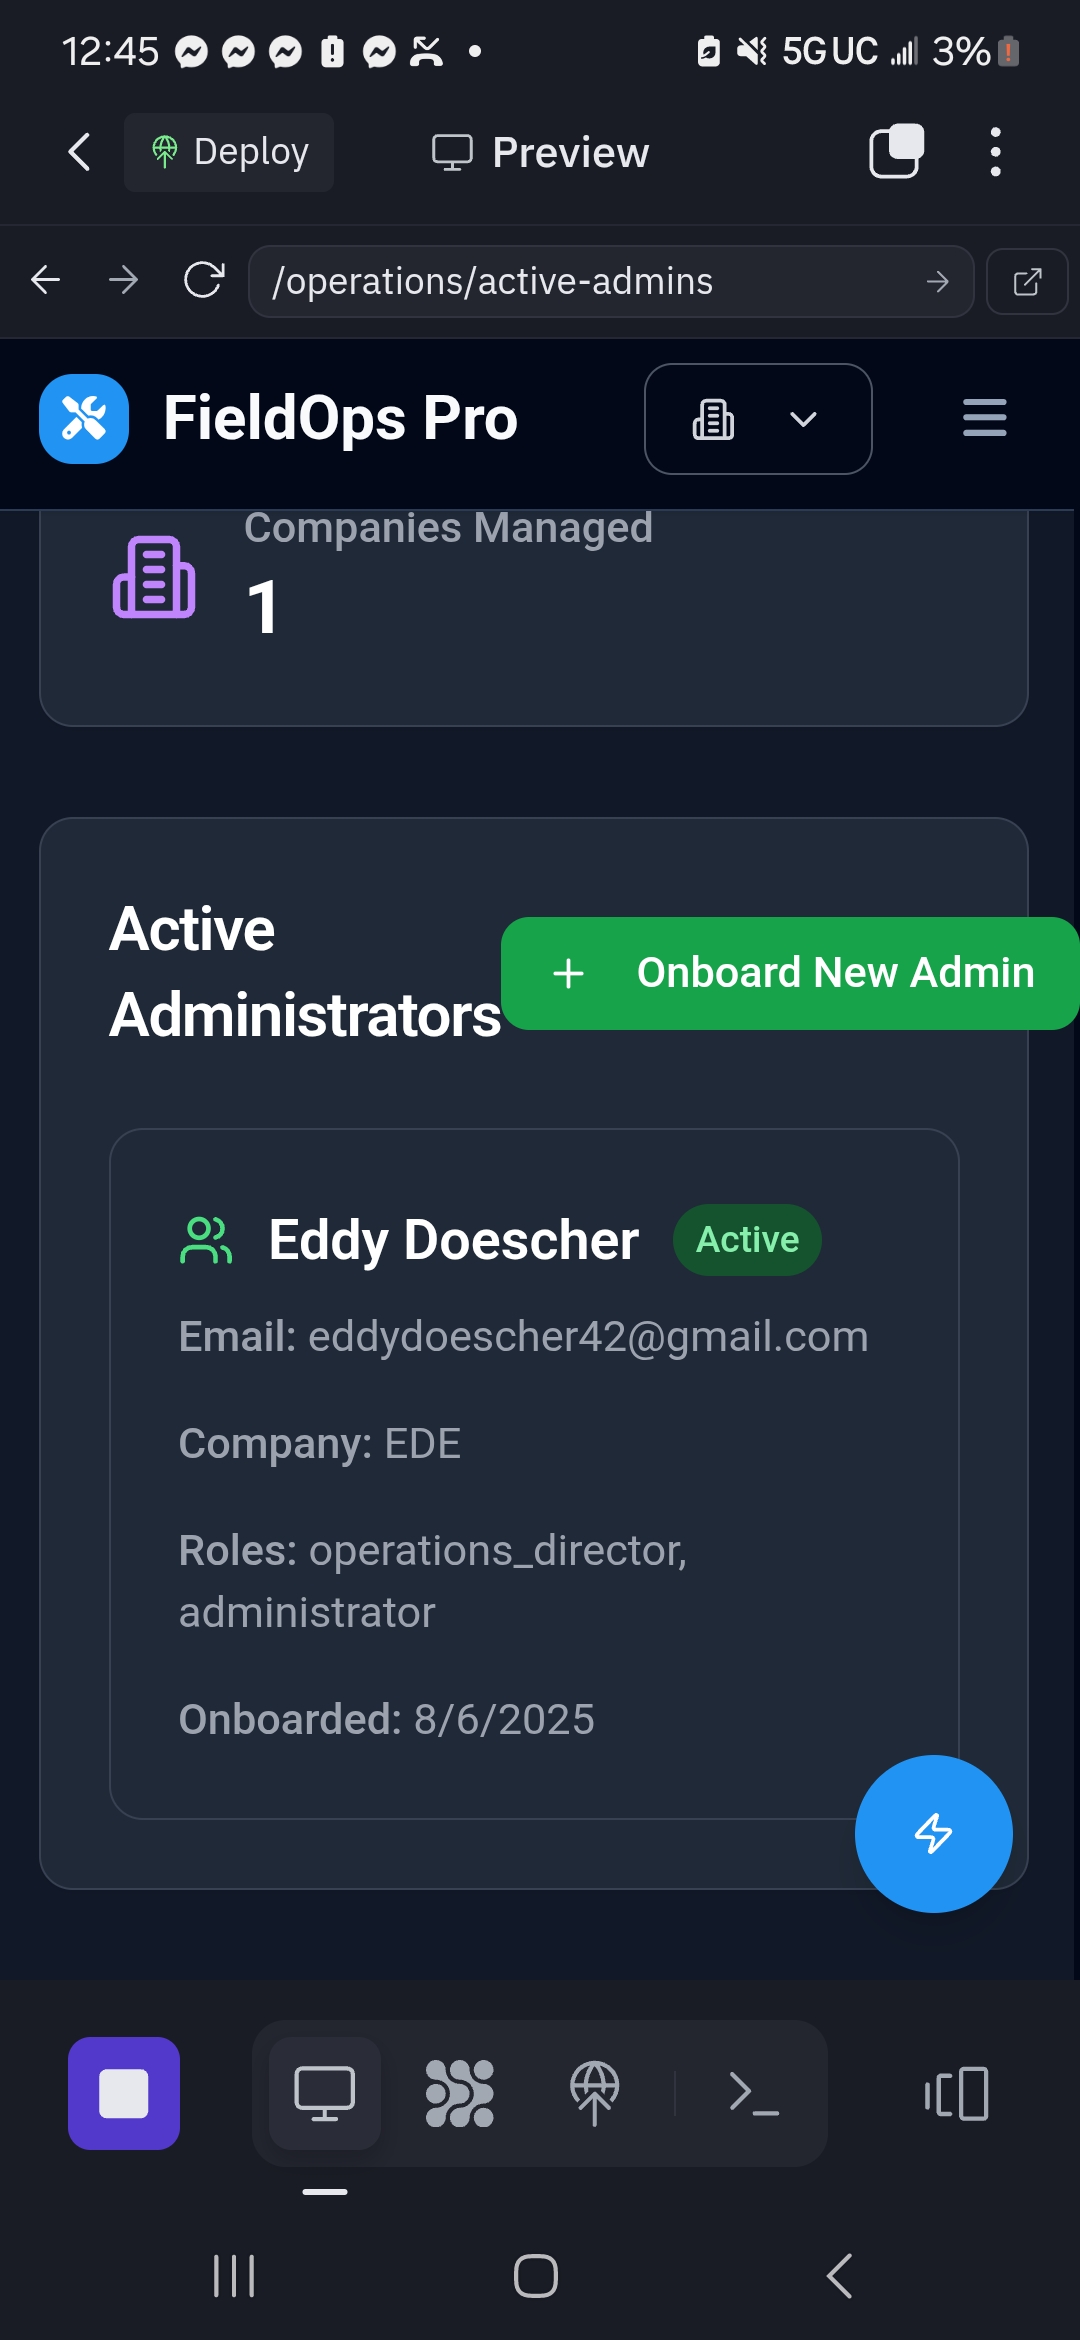 12:45
5G UC
3%
Deploy
Preview
/operations/active-admins
FieldOps Pro
Companies Managed
1
Active
Administrators
Onboard New Admin
Eddy Doescher
Active
Email: eddydoescher42@gmail.com
Company: EDE
Roles: operations_director,
administrator
Onboarded: 8/6/2025